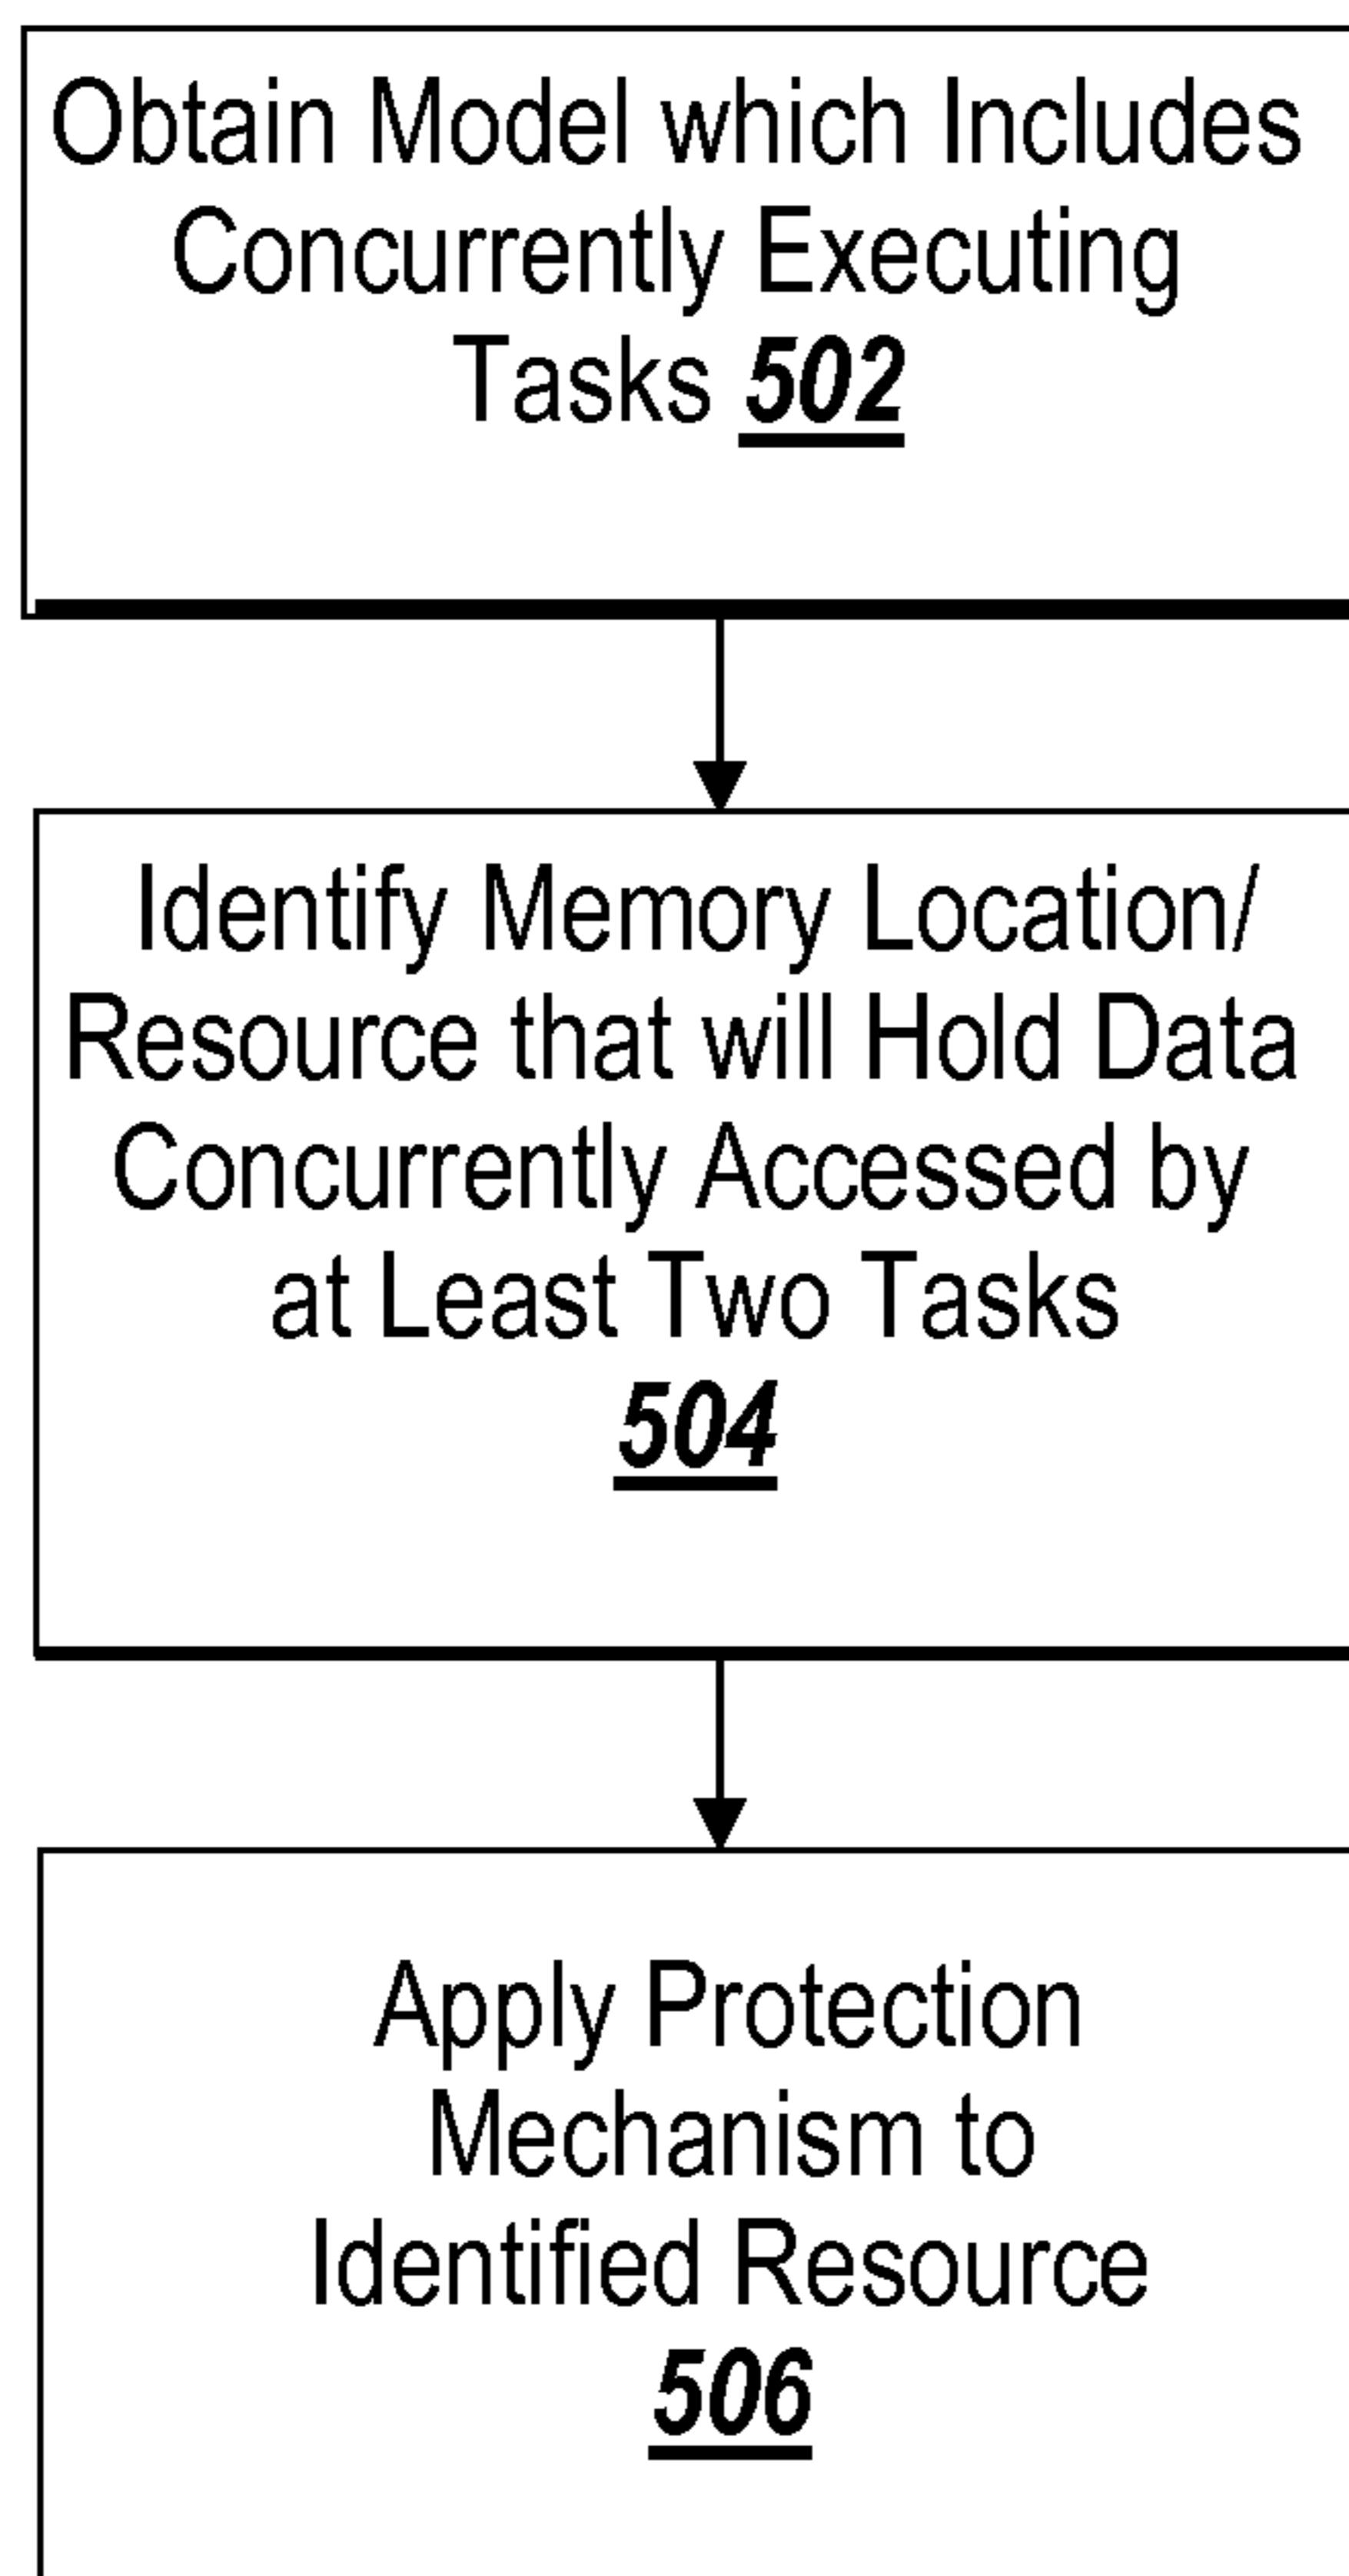 Obtain Model which Includes
Concurrently Executing
Tasks 502
Identify Memory Location/
Resource that will Hold Data
Concurrently Accessed by
at Least Two Tasks
504
Apply Protection
Mechanism to
Identified Resource
506